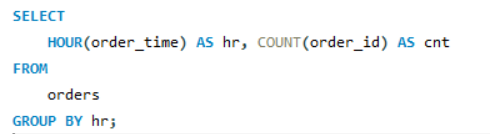 SELECT
HOUR(order_time) AS hr, COUNT(order_id) AS cnt
FROM
orders
GROUP BY hr;